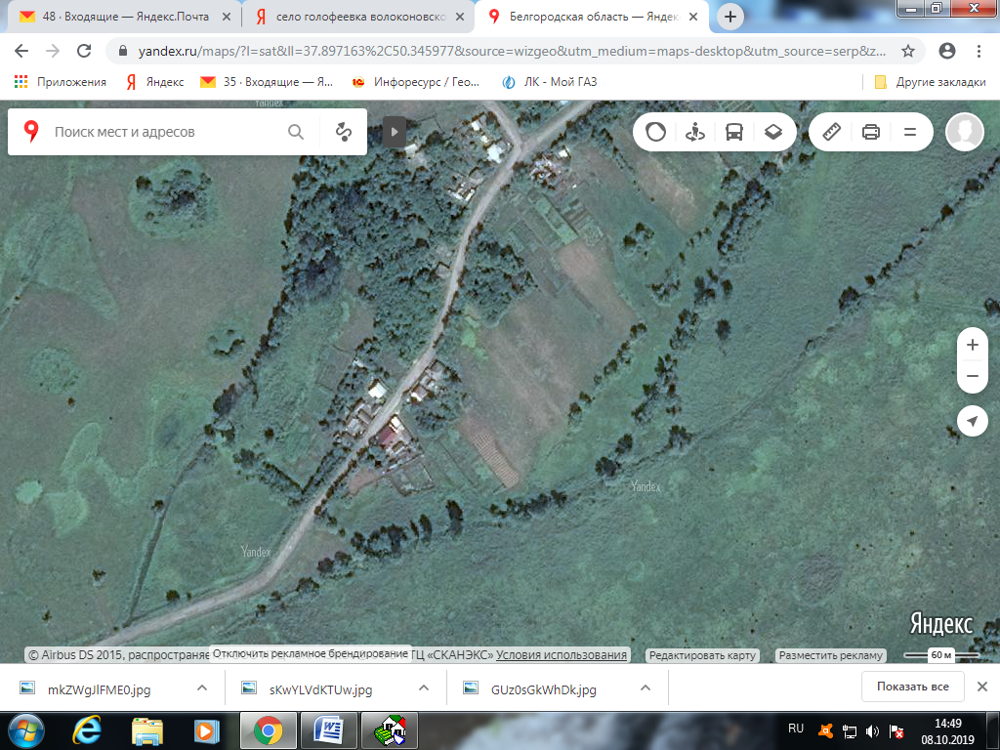 48 · Входящие — Яндекс.Почта
село голофеевка волоконовско
Белгородская область — Яндек
yandex.ru/maps/?l=sat&ll=37.897163%2C50.345977&source=wizgeo&utm_medium=maps-desktop&utm_source=serp&z...
Приложения
Яндекс
35 · Входящие — Я...
Инфоресурс / Гео...
ЛК - Мой ГАЗ
Другие закладки
Yandex
Поиск мест и адресов
Yandex
Yandex
Яндекс
© Airbus DS 2015, распространяе
Отключить рекламное брендирование
ТЦ «СКАНЭКС» Условия использования
Редактировать карту
Разместить рекламу
60 м
mkZWgJlFME0.jpg
sKwYLVdKTUw.jpg
GUz0sGkWhDk.jpg
Показать все
RU
14:49
08.10.2019